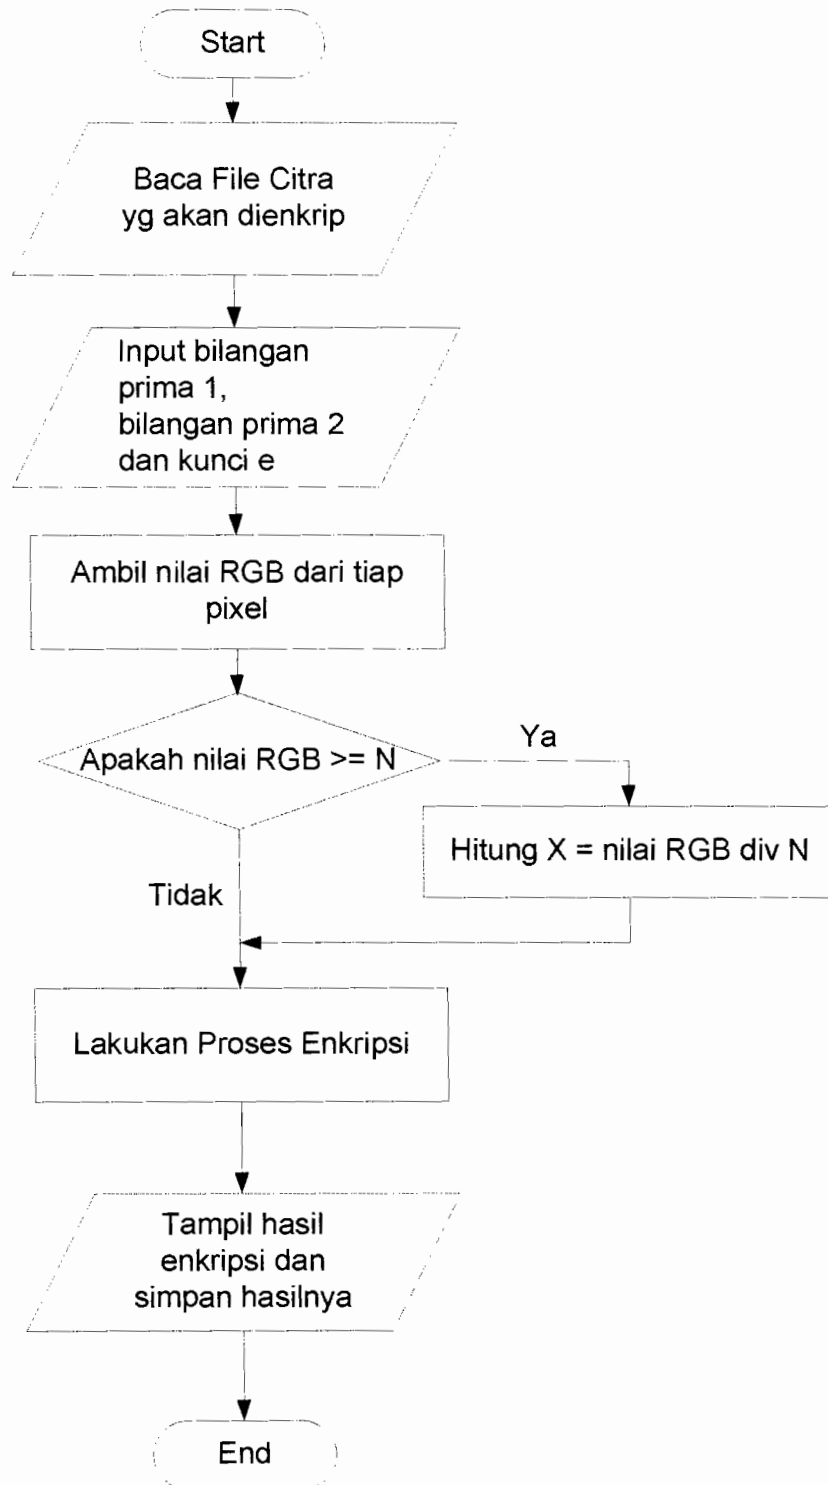 Start
Baca File Citra
yg akan dienkrip
Input bilangan
prima 1,
bilangan prima 2
dan kunci e
Ambil nilai RGB dari tiap
pixel
Apakah nilai RGB >= N
Ya
Hitung X = nilai RGB div N
Tidak
Lakukan Proses Enkripsi
Tampil hasil
enkripsi dan
simpan hasilnya
End